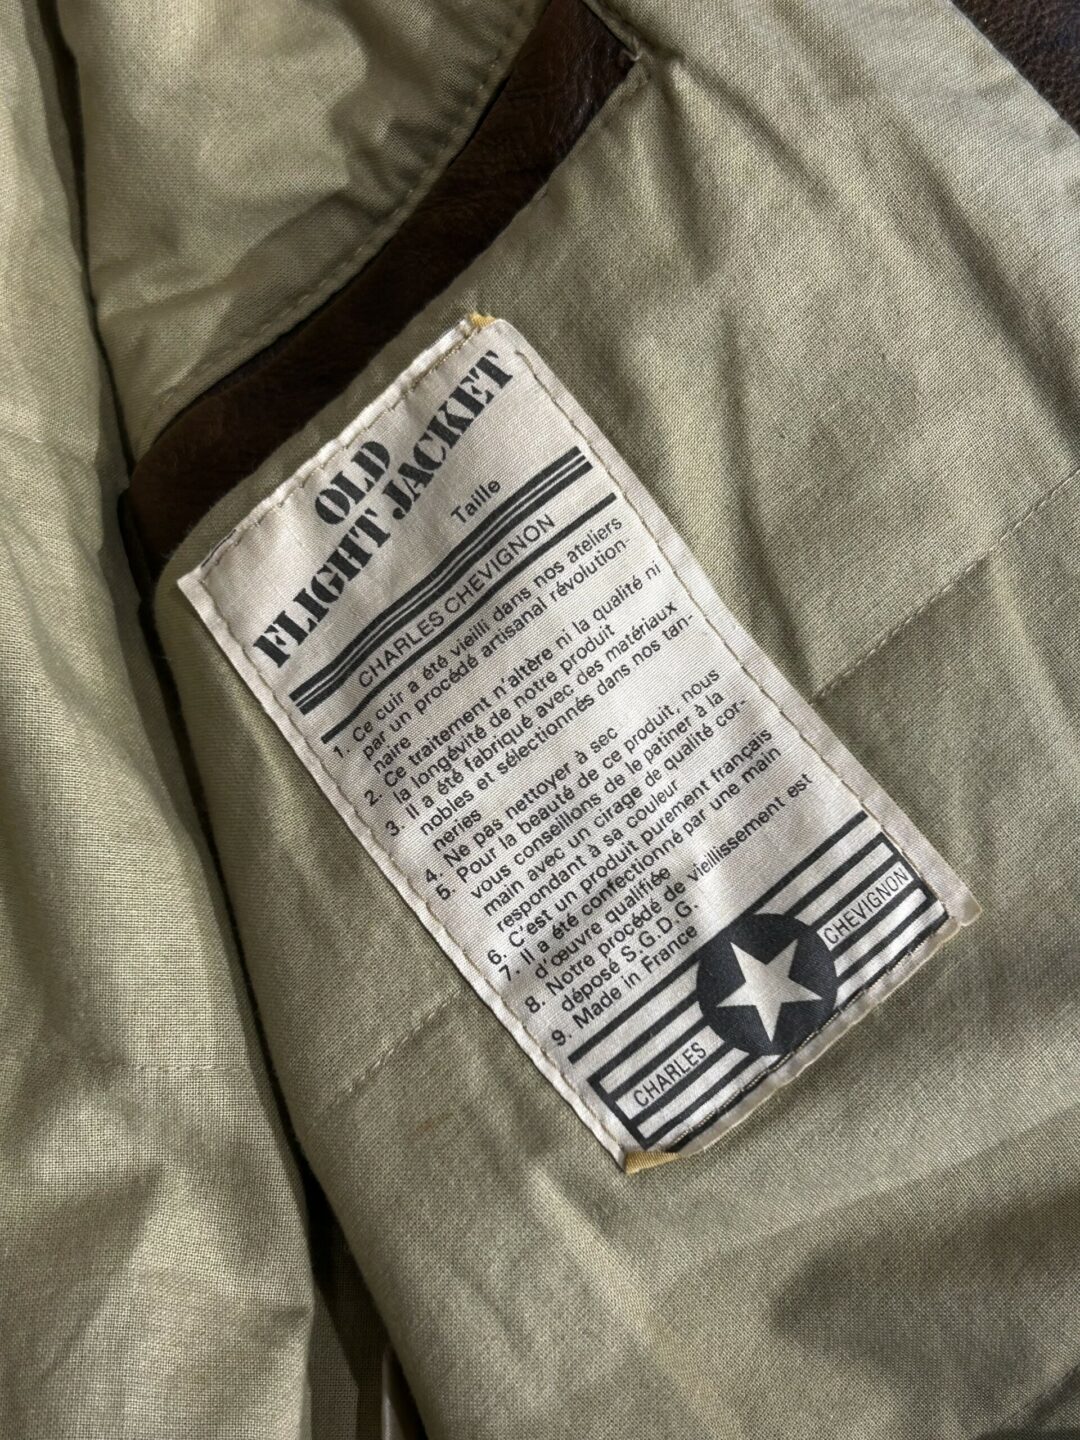 OLD
FLIGHT JACKET
Taille
CHARLES CHEVIGNON
1. Ce cuir a été vieilli dans nos ateliers
par un procédé artisanal révolution-
naire
2. Ce traitement n'altère ni la qualité ni
la longévité de notre produit
3. Il a été fabriqué avec des matériaux
nobles et sélectionnés dans nos tan-
neries
4. Ne pas nettoyer à sec
5. Pour la beauté de ce produit, nous
vous conseillons de le patiner à la
main avec un cirage de qualité cor-
respondant à sa couleur
6. C'est un produit purement français
7. Il a été confectionné par une main
d'œuvre qualifiée
8. Notre procédé de vieillissement est
déposé S.G.D.G.
9. Made in France
CHARLES CHEVIGNON